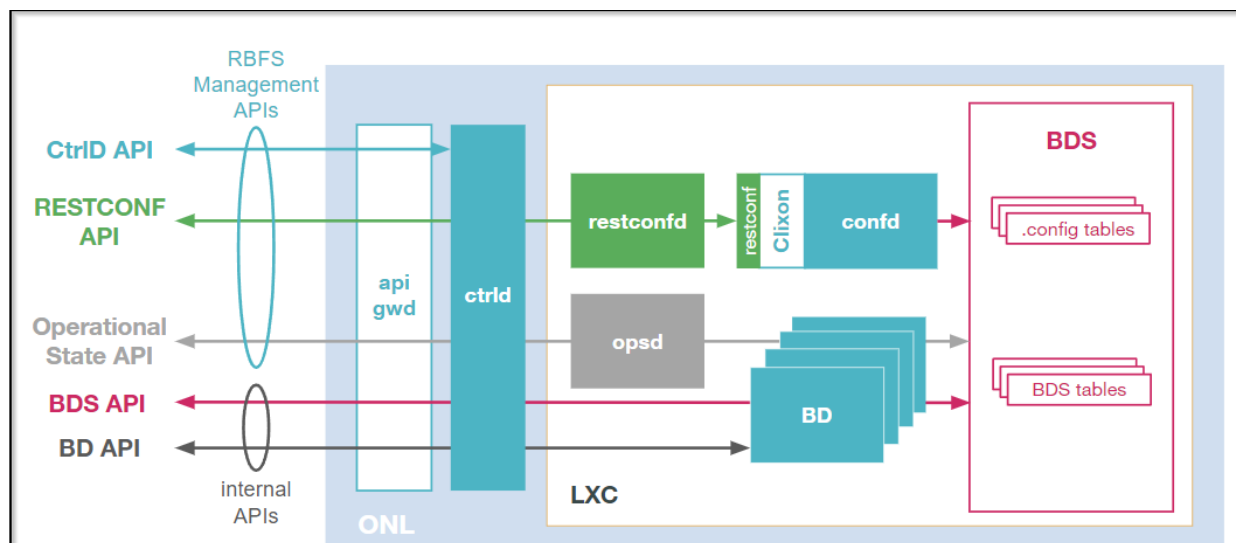 RBFS
Management
APIs
CtrlD API
RESTCONF
API
Operational
State API
BDS API
BD API
internal
APIs
api
gwd
ctrld
ONL
restconfd
restconf
Clixon
confd
opsd
BD
LXC
BDS
.config tables
BDS tables